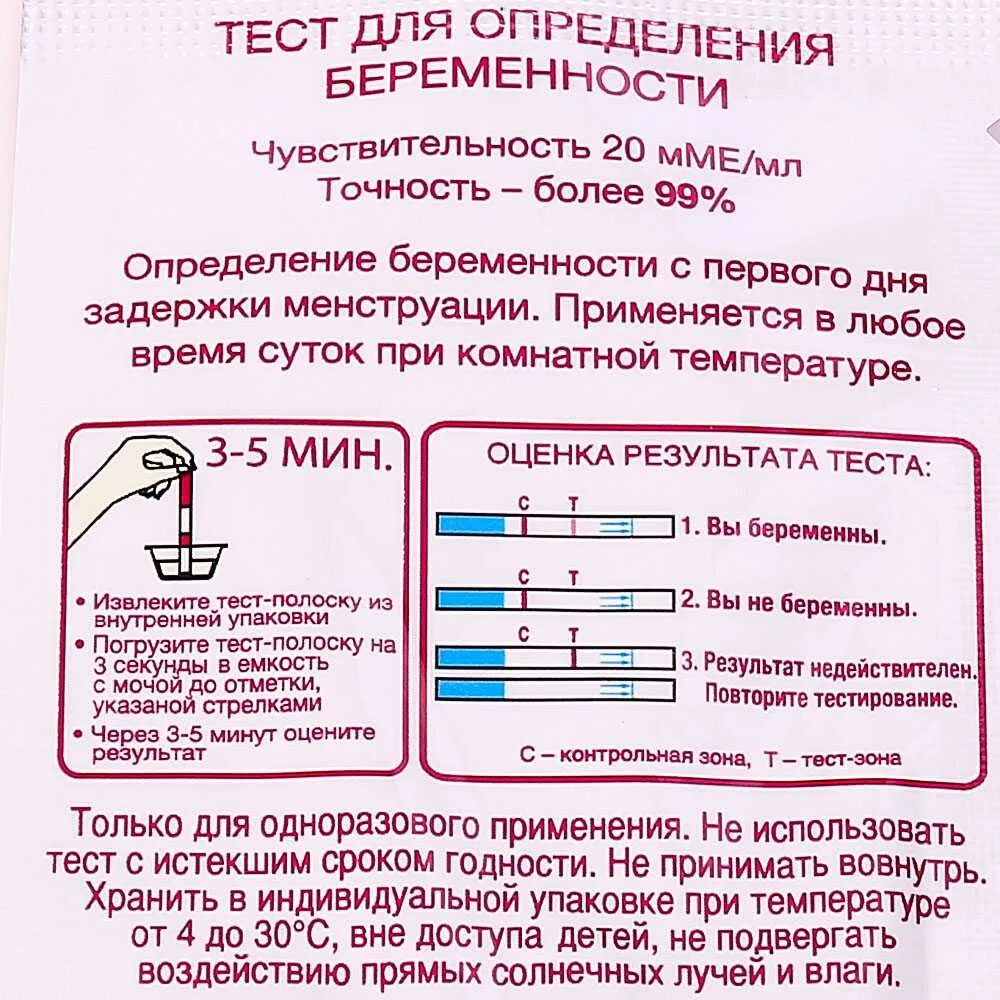 ТЕСТ ДЛЯ ОПРЕДЕЛЕНИЯ
БЕРЕМЕННОСТИ
Чувствительность 20 мМЕ/мл
Точность – более 99%
Определение беременности с первого дня
задержки менструации. Применяется в любое
время суток при комнатной температуре.
3-5 МИН.
• Извлеките тест-полоску из
внутренней упаковки
• Погрузите тест-полоску на
3 секунды в емкость
с мочой до отметки,
указаной стрелками
• Через 3-5 минут оцените
результат
ОЦЕНКА РЕЗУЛЬТАТА ТЕСТА:
C T
1. Вы беременны.
C T
2. Вы не беременны.
C T
3. Результат недействителен.
Повторите тестирование.
C – контрольная зона, T – тест-зона
Только для одноразового применения. Не использовать
тест с истекшим сроком годности. Не принимать вовнутрь.
Хранить в индивидуальной упаковке при температуре
от 4 до 30°С, вне доступа детей, не подвергать
воздействию прямых солнечных лучей и влаги.